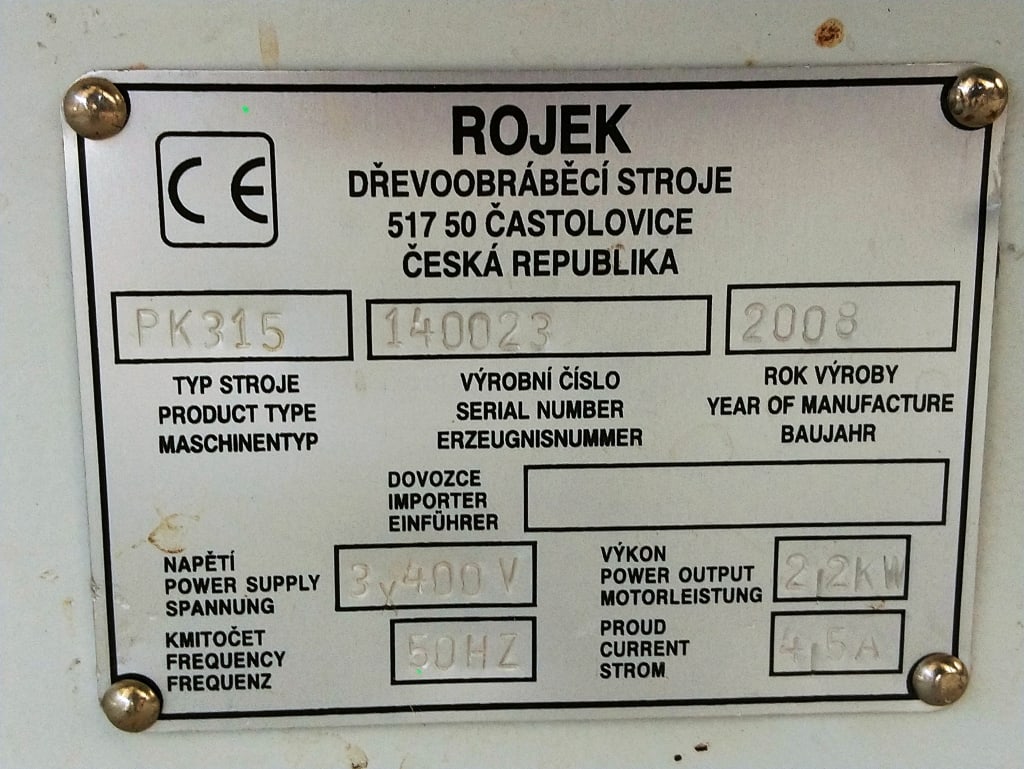 CE
ROJEK
DŘEVOOBRÁBĚCÍ STROJE
517 50 ČASTOLOVICE
ČESKÁ REPUBLIKA
PK315
140023
2008
TYP STROJE
PRODUCT TYPE
MASCHINENTYP
VÝROBNÍ ČÍSLO
SERIAL NUMBER
ERZEUGNISNUMMER
ROK VÝROBY
YEAR OF MANUFACTURE
BAUJAHR
DOVOZCE
IMPORTER
EINFÜHRER
NAPĚTÍ
POWER SUPPLY
SPANNUNG
3x400 V
VÝKON
POWER OUTPUT
MOTORLEISTUNG
2,2KW
KMITOČET
FREQUENCY
FREQUENZ
50HZ
PROUD
CURRENT
STROM
4,5A